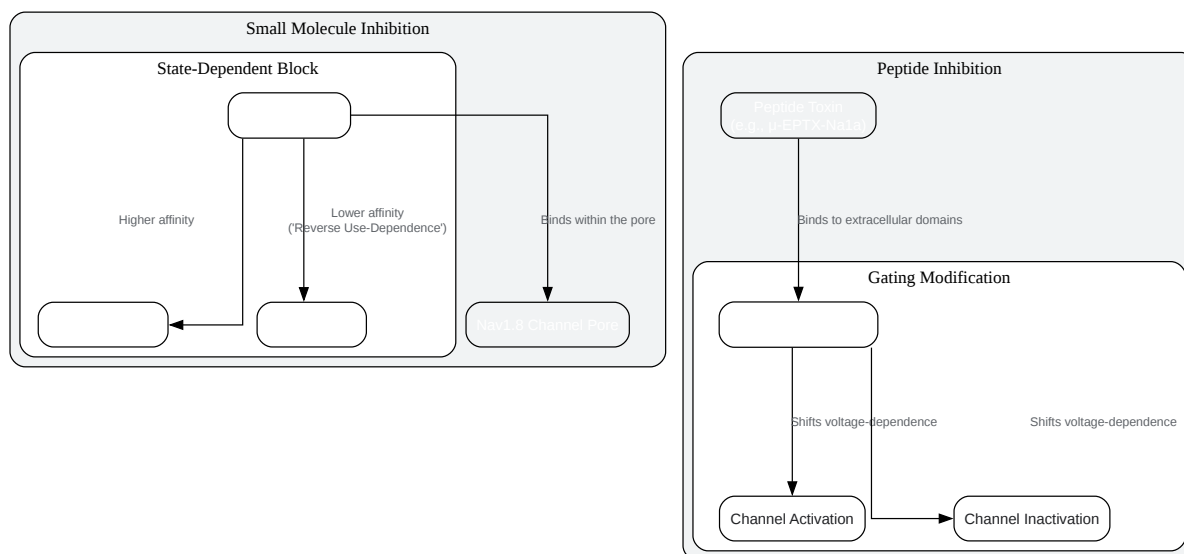 Small Molecule Inhibition
State-Dependent Block
Higher affinity
Lower affinity
('Reverse Use-Dependence')
Binds within the pore
Nav1.8 Channel Pore
Peptide Inhibition
Peptide Toxin
(e.g., μ-EPTX-Na1a)
Binds to extracellular domains
Gating Modification
Shifts voltage-dependence
Shifts voltage-dependence
Channel Activation
Channel Inactivation